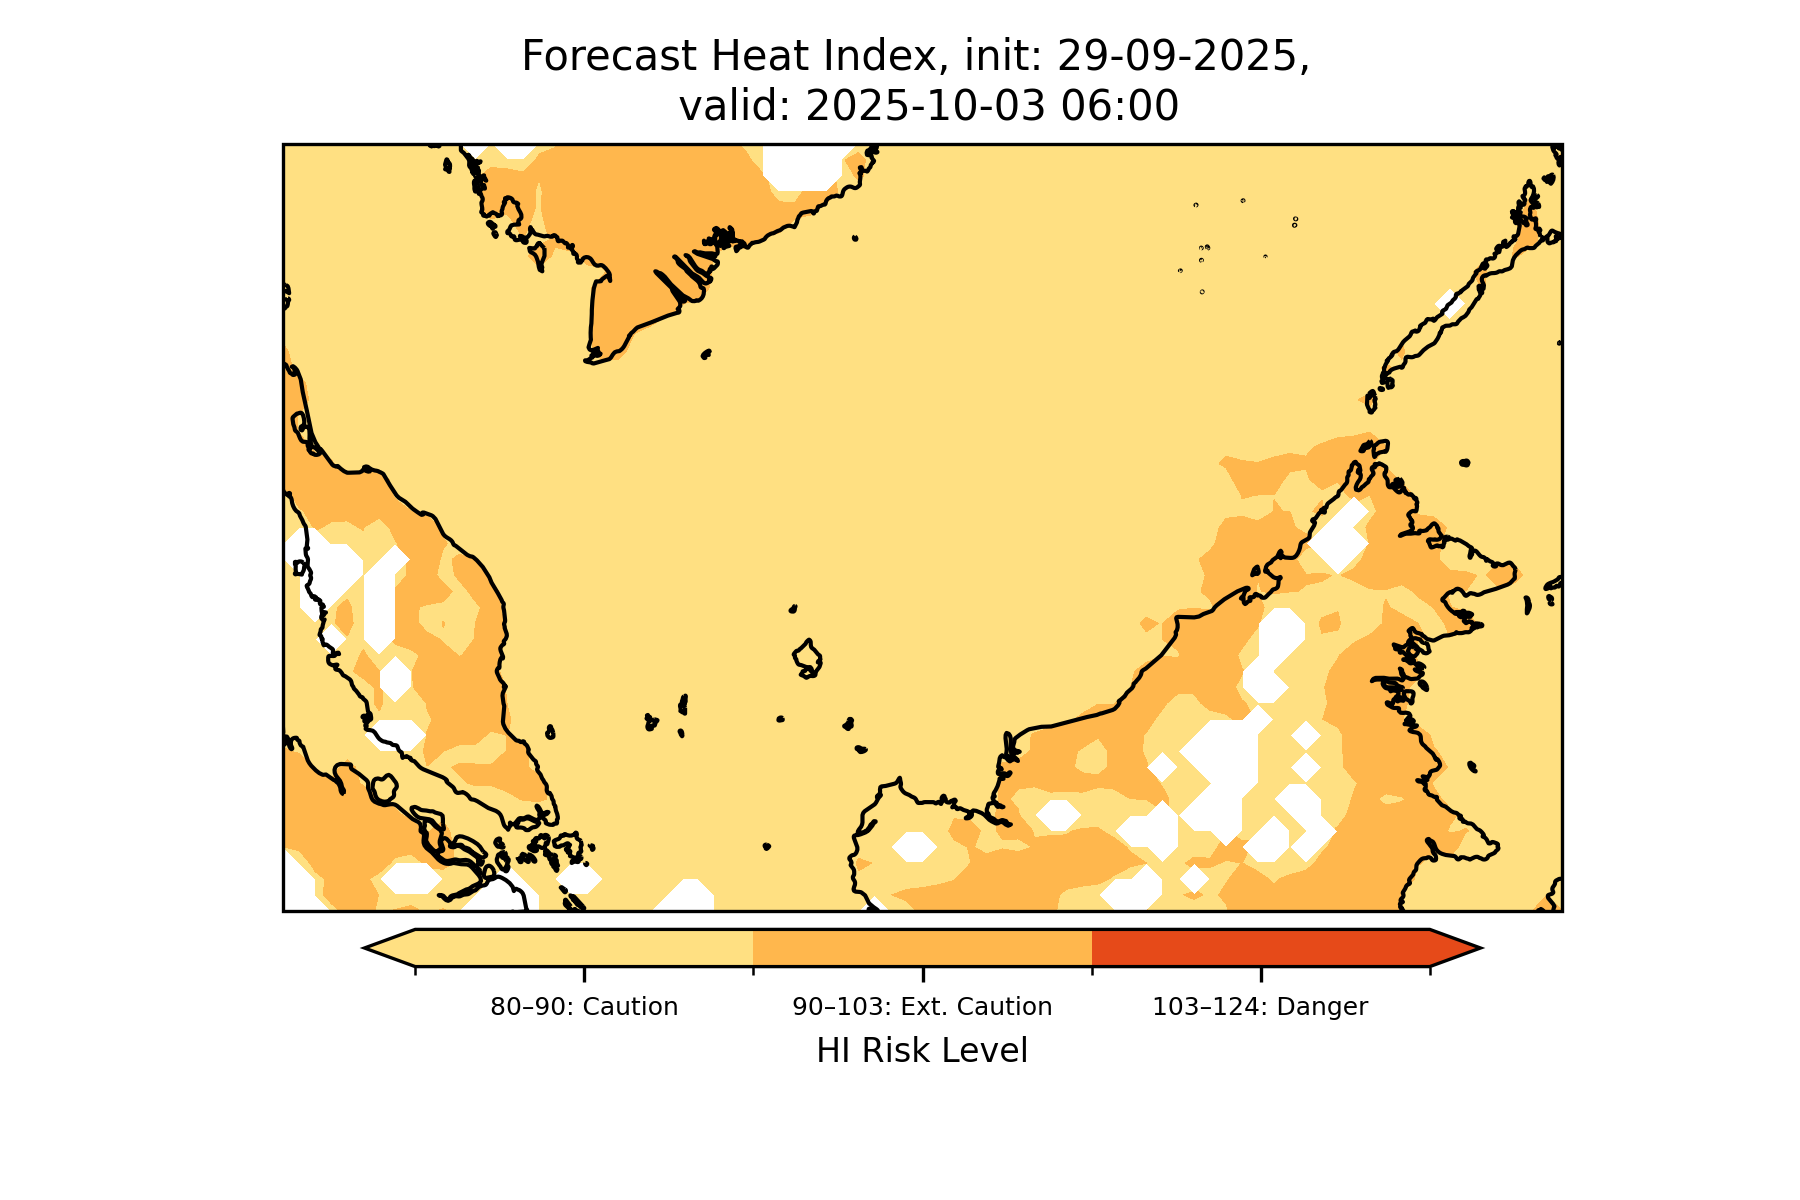 Forecast Heat Index, init: 29-09-2025,
valid: 2025-10-03 06:00
80–90: Caution
90–103: Ext. Caution
103–124: Danger
HI Risk Level